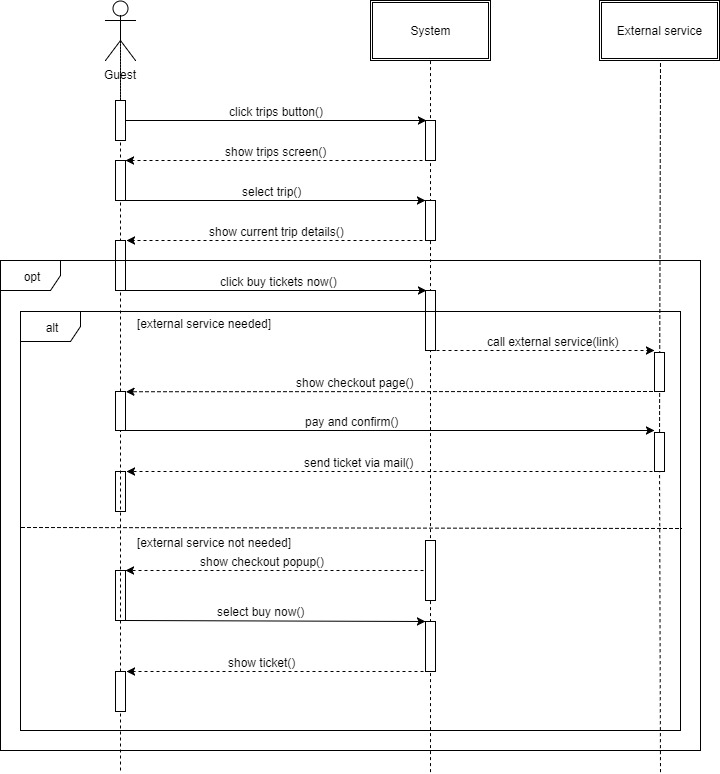 System
External service
Guest
click trips button()
show trips screen()
select trip()
show current trip details()
opt
click buy tickets now()
alt
[external service needed]
call external service(link)
show checkout page()
pay and confirm()
send ticket via mail()
[external service not needed]
show checkout popup()
select buy now()
show ticket()